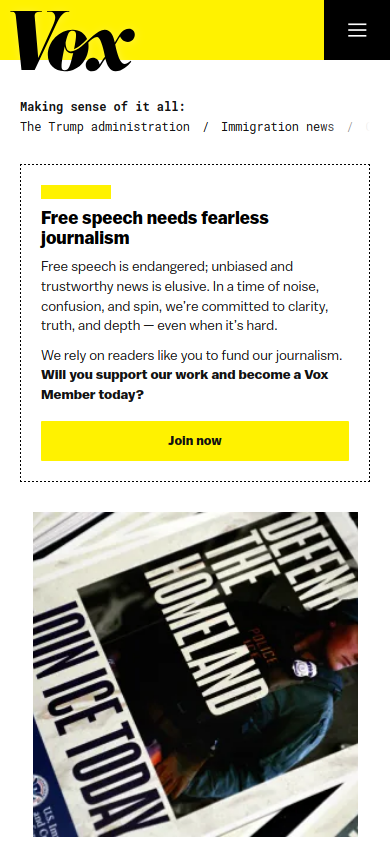 Vox
Making sense of it all:
The Trump administration / Immigration news /
Free speech needs fearless
journalism
Free speech is endangered; unbiased and
trustworthy news is elusive. In a time of noise,
confusion, and spin, we're committed to clarity,
truth, and depth — even when it's hard.
We rely on readers like you to fund our journalism.
Will you support our work and become a Vox
Member today?
Join now
DEFEND
THE
HOMELAND
POLICE
JOIN ICE TODAY
U.S.
and